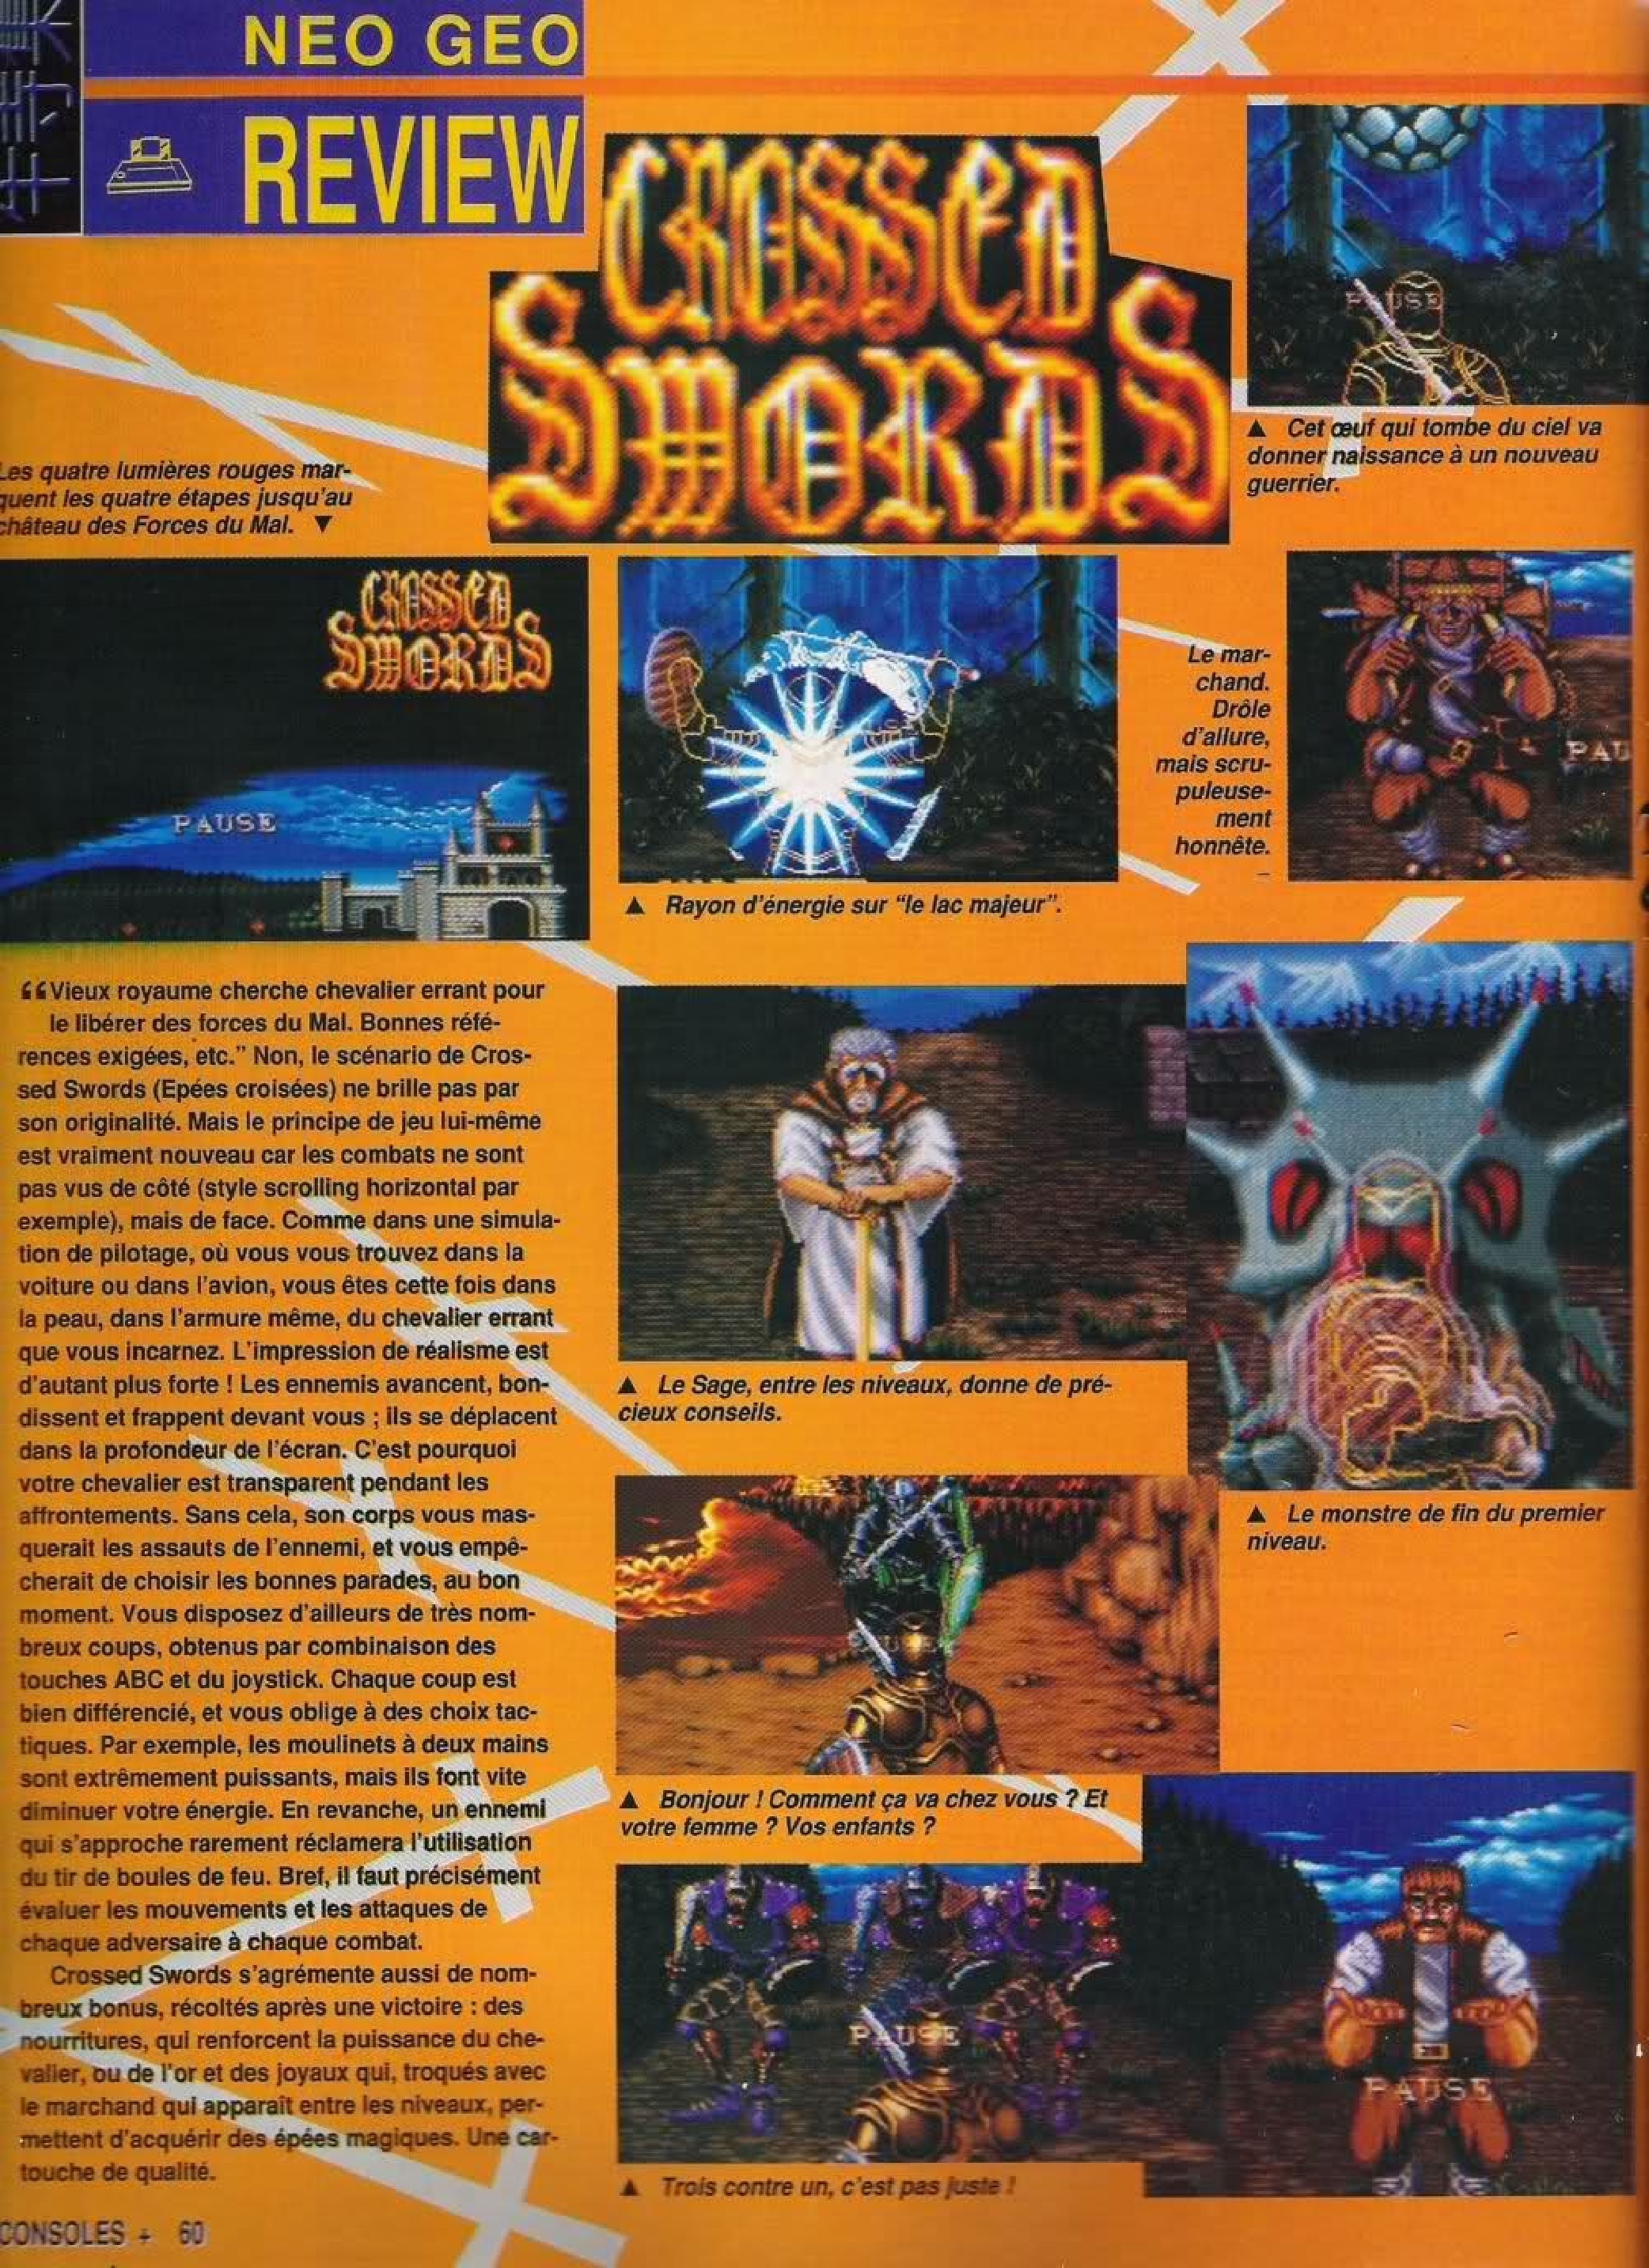 NEO GEO
REVIEW
CROSSED
SWORDS
PAUSE
▲ Cet œuf qui tombe du ciel va
donner naissance à un nouveau
guerrier.
Les quatre lumières rouges mar-
quent les quatre étapes jusqu'au
château des Forces du Mal. ▼
CROSSED
SWORDS
PAUSE
▲ Rayon d'énergie sur “le lac majeur”.
Le mar-
chand.
Drôle
d'allure,
mais scru-
puleuse-
ment
honnête.
PAU
“Vieux royaume cherche chevalier errant pour
le libérer des forces du Mal. Bonnes réfé-
rences exigées, etc.” Non, le scénario de Cros-
sed Swords (Epées croisées) ne brille pas par
son originalité. Mais le principe de jeu lui-même
est vraiment nouveau car les combats ne sont
pas vus de côté (style scrolling horizontal par
exemple), mais de face. Comme dans une simula-
tion de pilotage, où vous vous trouvez dans la
voiture ou dans l'avion, vous êtes cette fois dans
la peau, dans l'armure même, du chevalier errant
que vous incarnez. L'impression de réalisme est
d'autant plus forte ! Les ennemis avancent, bon-
dissent et frappent devant vous ; ils se déplacent
dans la profondeur de l'écran. C'est pourquoi
votre chevalier est transparent pendant les
affrontements. Sans cela, son corps vous mas-
querait les assauts de l'ennemi, et vous empê-
cherait de choisir les bonnes parades, au bon
moment. Vous disposez d'ailleurs de très nom-
breux coups, obtenus par combinaison des
touches ABC et du joystick. Chaque coup est
bien différencié, et vous oblige à des choix tac-
tiques. Par exemple, les moulinets à deux mains
sont extrêmement puissants, mais ils font vite
diminuer votre énergie. En revanche, un ennemi
qui s'approche rarement réclamera l'utilisation
du tir de boules de feu. Bref, il faut précisément
évaluer les mouvements et les attaques de
chaque adversaire à chaque combat.
Crossed Swords s'agrémente aussi de nom-
breux bonus, récoltés après une victoire : des
nourritures, qui renforcent la puissance du che-
valier, ou de l'or et des joyaux qui, troqués avec
le marchand qui apparaît entre les niveaux, per-
mettent d'acquérir des épées magiques. Une car-
touche de qualité.
▲ Le Sage, entre les niveaux, donne de pré-
cieux conseils.
▲ Le monstre de fin du premier
niveau.
PAUSE
▲ Bonjour ! Comment ça va chez vous ? Et
votre femme ? Vos enfants ?
PAUSE
▲ Trois contre un, c'est pas juste !
PAUSE
CONSOLES + 60